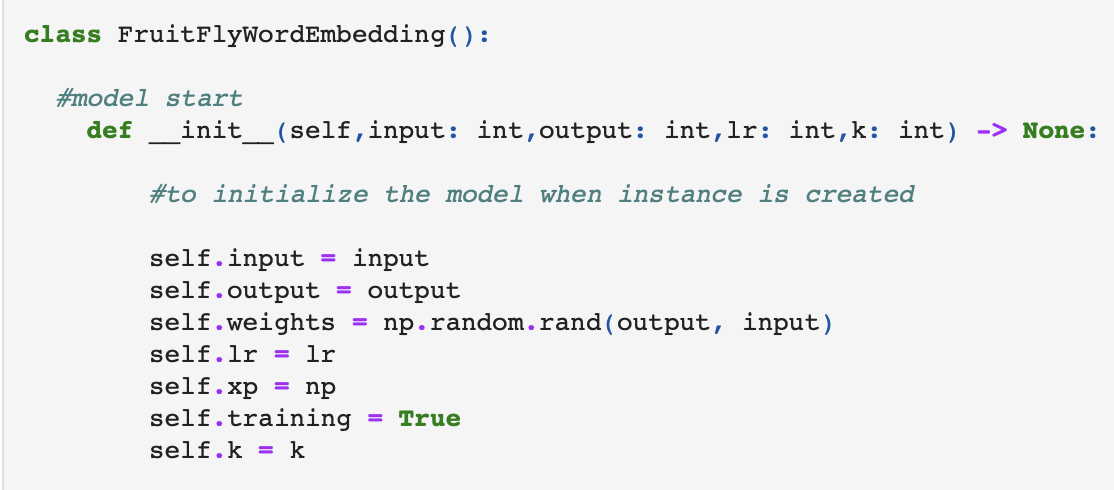 class FruitFlyWordEmbedding():
#model start
def __init__(self,input: int,output: int,lr: int,k: int) -> None:
#to initialize the model when instance is created
self.input = input
self.output = output
self.weights = np.random.rand(output, input)
self.lr = lr
self.xp = np
self.training = True
self.k = k